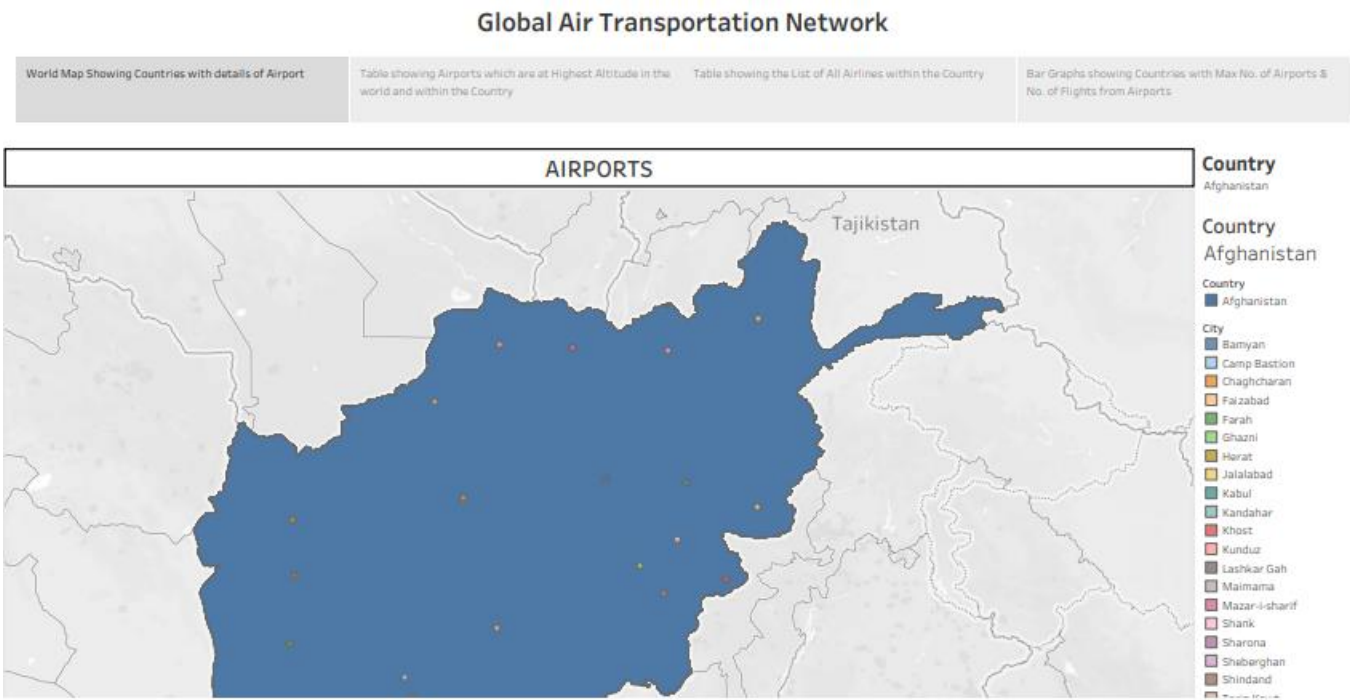 Global Air Transportation Network
World Map Showing Countries with details of Airport
Table showing Airports which are at Highest Altitude in the
world and within the Country
Table showing the List of All Airlines within the Country
Bar Graphs showing Countries with Max No. of Airports &
No. of Flights from Airports
AIRPORTS
Tajikistan
Country
Afghanistan
Country
Afghanistan
Country
Afghanistan
City
Bamyan
Camp Bastion
Chaghcharan
Faizabad
Farah
Ghazni
Herat
Jalalabad
Kabul
Kandahar
Khost
Kunduz
Lashkar Gah
Maimama
Mazar-i-sharif
Shank
Sharona
Sheberghan
Shindand